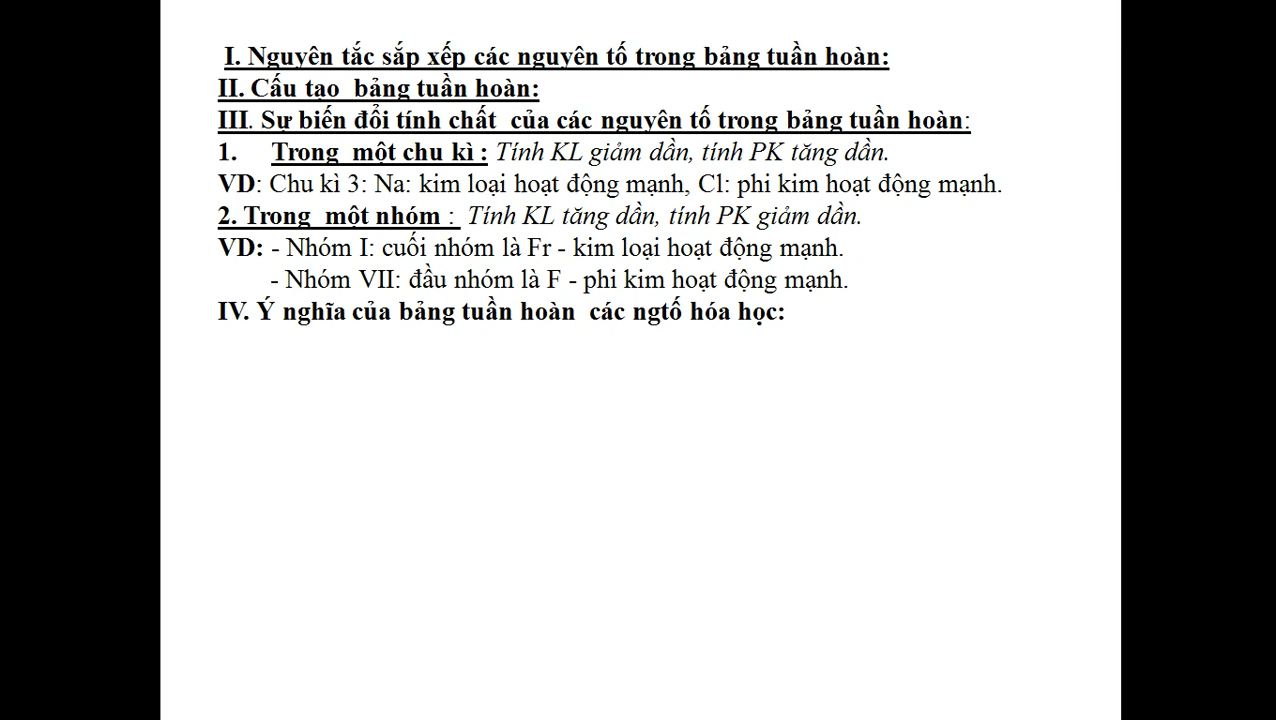 I. Nguyên tắc sắp xếp các nguyên tố trong bảng tuần hoàn:
II. Cấu tạo bảng tuần hoàn:
III. Sự biến đổi tính chất của các nguyên tố trong bảng tuần hoàn:
1. Trong một chu kì : Tính KL giảm dần, tính PK tăng dần.
VD: Chu kì 3: Na: kim loại hoạt động mạnh, Cl: phi kim hoạt động mạnh.
2. Trong một nhóm : Tính KL tăng dần, tính PK giảm dần.
VD: - Nhóm I: cuối nhóm là Fr - kim loại hoạt động mạnh.
- Nhóm VII: đầu nhóm là F - phi kim hoạt động mạnh.
IV. Ý nghĩa của bảng tuần hoàn các ngtố hóa học: